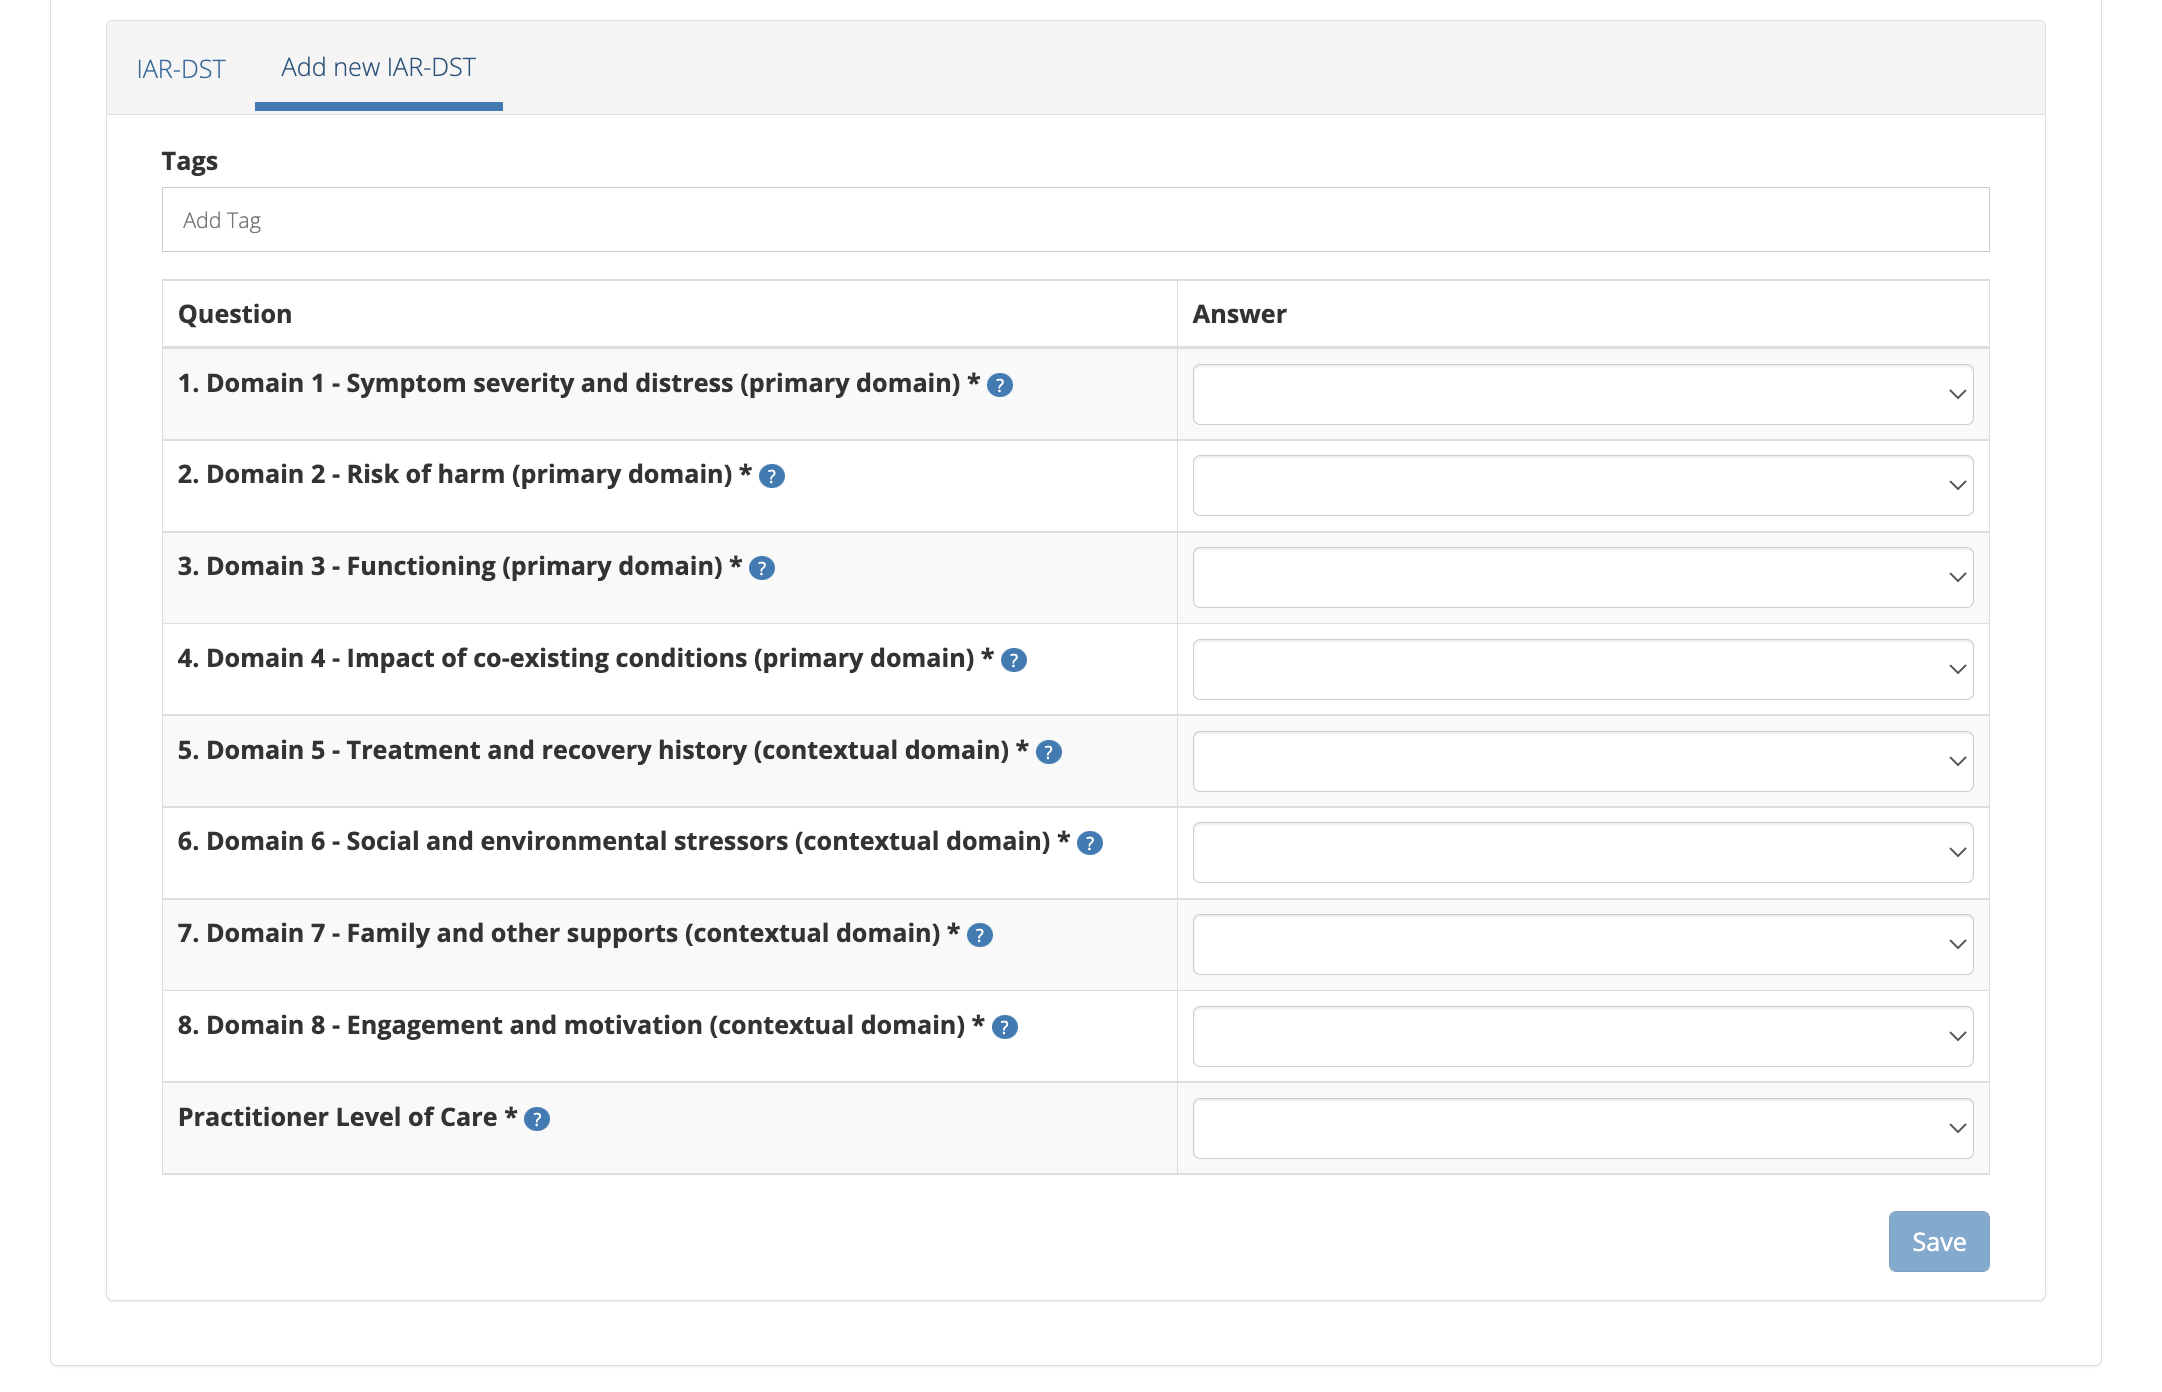 IAR-DST
Add new IAR-DST
Tags
Add Tag
Question
Answer
1. Domain 1 - Symptom severity and distress (primary domain) * ?
2. Domain 2 - Risk of harm (primary domain) * ?
3. Domain 3 - Functioning (primary domain) * ?
4. Domain 4 - Impact of co-existing conditions (primary domain) * ?
5. Domain 5 - Treatment and recovery history (contextual domain) * ?
6. Domain 6 - Social and environmental stressors (contextual domain) * ?
7. Domain 7 - Family and other supports (contextual domain) * ?
8. Domain 8 - Engagement and motivation (contextual domain) * ?
Practitioner Level of Care * ?
Save